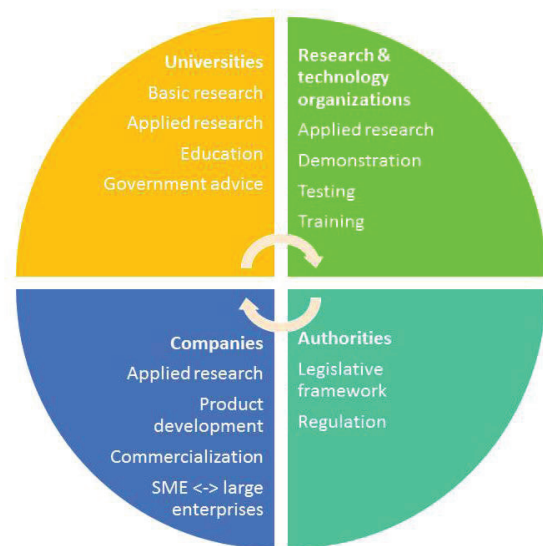 Universities
Basic research
Applied research
Education
Government advice
Research &
technology
organizations
Applied research
Demonstration
Testing
Training
Companies
Applied research
Product
development
Commercialization
SME <-> large
enterprises
Authorities
Legislative
framework
Regulation